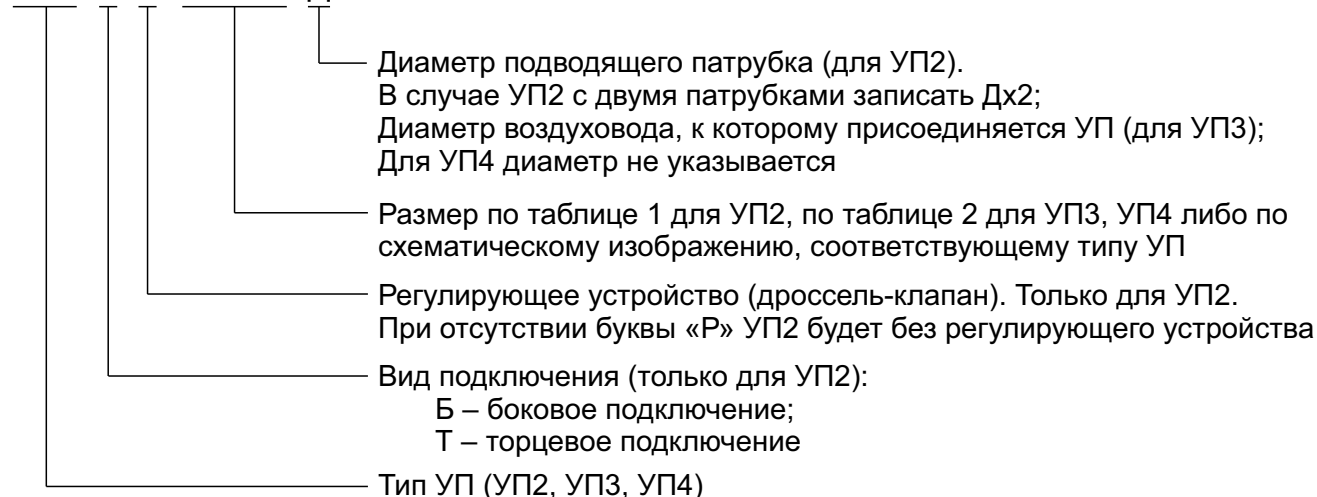 Диаметр подводящего патрубка (для УП2).
В случае УП2 с двумя патрубками записать Дх2;
Диаметр воздуховода, к которому присоединяется УП (для УП3);
Для УП4 диаметр не указывается
Размер по таблице 1 для УП2, по таблице 2 для УП3, УП4 либо по
схематическому изображению, соответствующему типу УП
Регулирующее устройство (дроссель-клапан). Только для УП2.
При отсутствии буквы «Р» УП2 будет без регулирующего устройства
Вид подключения (только для УП2):
Б – боковое подключение;
Т – торцевое подключение
Тип УП (УП2, УП3, УП4)